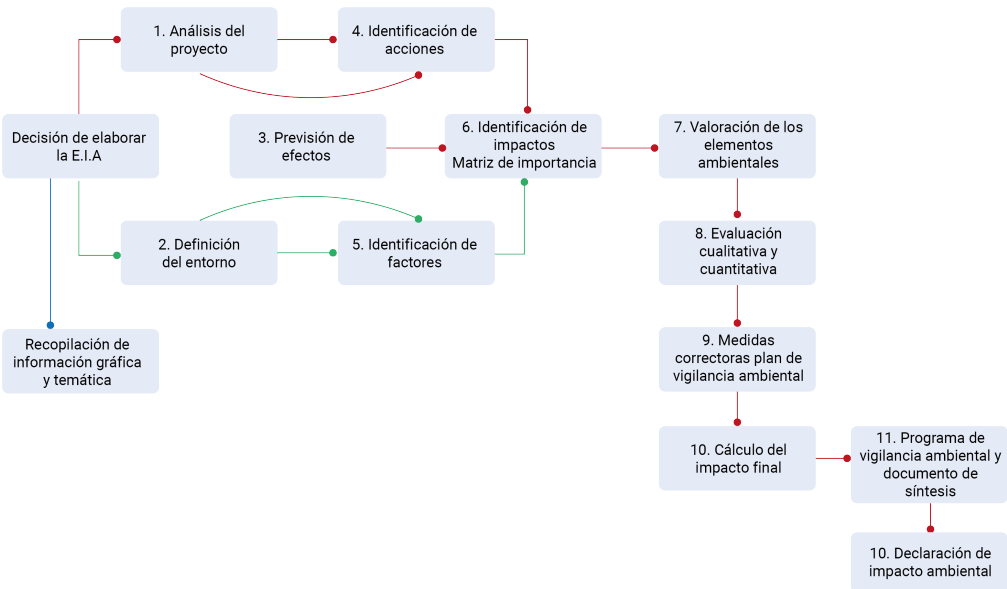 1. Análisis del
proyecto
4. Identificación de
acciones
Decisión de elaborar
la E.I.A
3. Previsión de
efectos
6. Identificación de
impactos
Matriz de importancia
7. Valoración de los
elementos
ambientales
2. Definición
del entorno
5. Identificación de
factores
8. Evaluación
cualitativa y
cuantitativa
Recopilación de
información gráfica
y temática
9. Medidas
correctoras plan de
vigilancia ambiental
10. Cálculo del
impacto final
11. Programa de
vigilancia ambiental y
documento de
síntesis
10. Declaración de
impacto ambiental